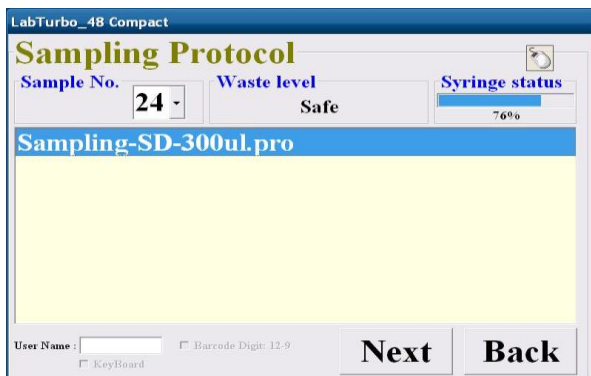 LabTurbo_48 Compact
Sampling Protocol
Sample No.
24
Waste level
Safe
Syringe status
76%
Sampling-SD-300ul.pro
User Name :
Barcode Digit: 12-9
KeyBoard
Next
Back